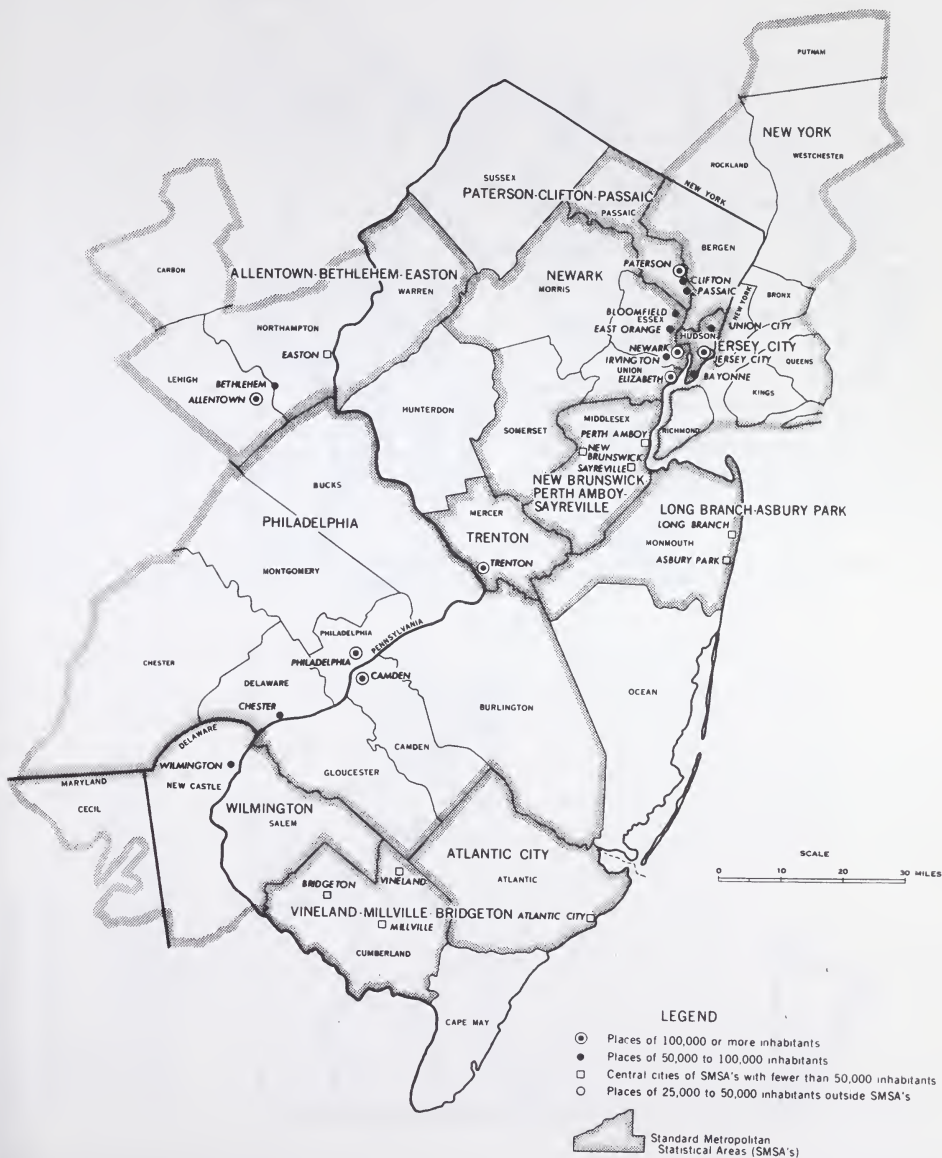 PUTNAM
NEW YORK
WESTCHESTER
ROCKLAND
SUSSEX
PATERSON-CLIFTON-PASSAIC
PASSAIC
NEW YORK
BERGEN
CARBON
ALLENTOWN-BETHLEHEM-EASTON
WARREN
NEWARK
MORRIS
PATERSON
CLIFTON
PASSAIC
NEW YORK
BRONX
NORTHAMPTON
BLOOMFIELD
ESSEX
EAST ORANGE
HUDSON
UNION CITY
EASTON
NEWARK
JERSEY CITY
JERSEY CITY
QUEENS
IRVINGTON
UNION
ELIZABETH
BAYONNE
KINGS
LEHIGH
BETHLEHEM
ALLENTOWN
HUNTERDON
SOMERSET
MIDDLESEX
RICHMOND
PERTH AMBOY
NEW
BRUNSWICK
SAYREVILLE
NEW BRUNSWICK
PERTH AMBOY-
SAYREVILLE
BUCKS
MERCER
LONG BRANCH-ASBURY PARK
LONG BRANCH
PHILADELPHIA
TRENTON
MONMOUTH
ASBURY PARK
TRENTON
MONTGOMERY
PHILADELPHIA
PENNSYLVANIA
PHILADELPHIA
CHESTER
DELAWARE
CAMDEN
OCEAN
BURLINGTON
CHESTER
DELAWARE
CAMDEN
WILMINGTON
GLOUCESTER
MARYLAND
CECIL
NEW CASTLE
WILMINGTON
SALEM
ATLANTIC CITY
ATLANTIC
SCALE
0 10 20 30 MILES
BRIDGETON
VINELAND
VINELAND-MILLVILLE-BRIDGETON
ATLANTIC CITY
MILLVILLE
CUMBERLAND
CAPE MAY
LEGEND
Places of 100,000 or more inhabitants
Places of 50,000 to 100,000 inhabitants
Central cities of SMSA's with fewer than 50,000 inhabitants
Places of 25,000 to 50,000 inhabitants outside SMSA's
Standard Metropolitan
Statistical Areas (SMSA's)